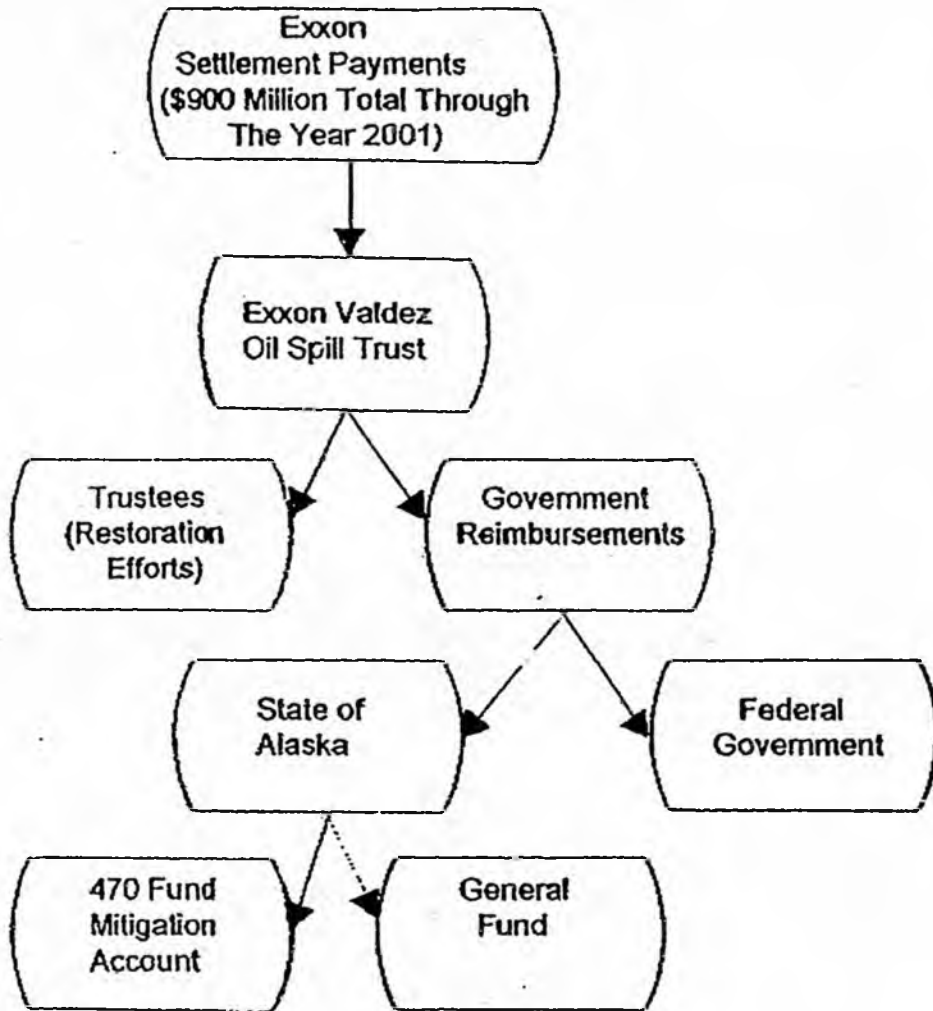 Exxon
Settlement Payments
($900 Million Total Through
The Year 2001)
Exxon Valdez
Oil Spill Trust
Trustees
(Restoration
Efforts)
Government
Reimbursements
State of
Alaska
Federal
Government
470 Fund
Mitigation
Account
General
Fund